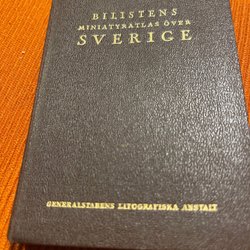 BILISTENS
MINIATYRATLAS ÖVER
SVERIGE
GENERALSTABENS LITOGRAFISKA ANSTALT